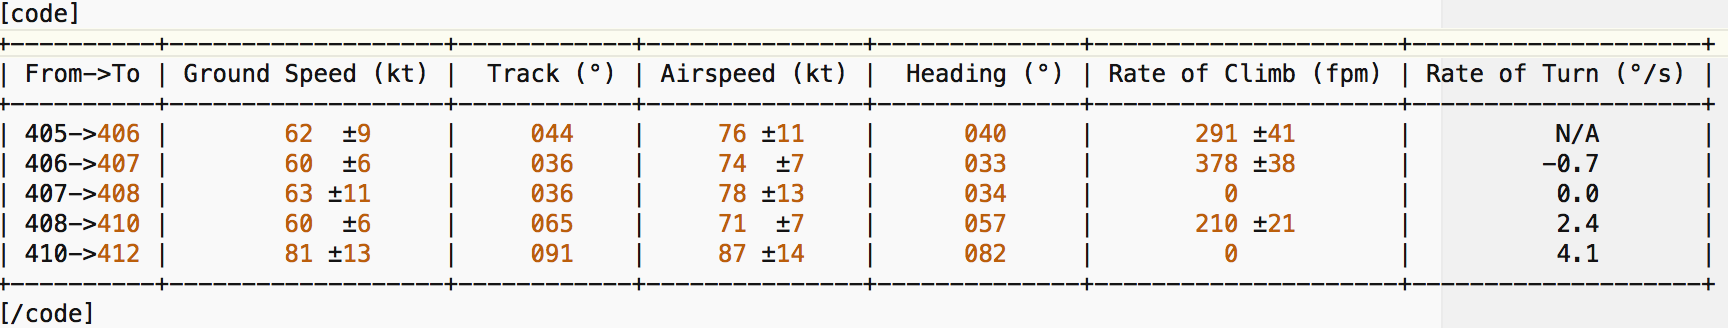 [code]
+----------+-------------------+------------+---------------+--------------+---------------------+--------------------+
| From->To | Ground Speed (kt) |  Track (°) | Airspeed (kt) |  Heading (°) | Rate of Climb (fpm) | Rate of Turn (°/s) |
+----------+-------------------+------------+---------------+--------------+---------------------+--------------------+
| 405->406 |        62  ±9     |     044    |     76 ±11    |      040     |      291 ±41        |          N/A       |
| 406->407 |        60  ±6     |     036    |     74  ±7    |      033     |      378 ±38        |         -0.7       |
| 407->408 |        63 ±11     |     036    |     78 ±13    |      034     |        0            |          0.0       |
| 408->410 |        60  ±6     |     065    |     71  ±7    |      057     |      210 ±21        |          2.4       |
| 410->412 |        81 ±13     |     091    |     87 ±14    |      082     |        0            |          4.1       |
+----------+-------------------+------------+---------------+--------------+---------------------+--------------------+
[/code]